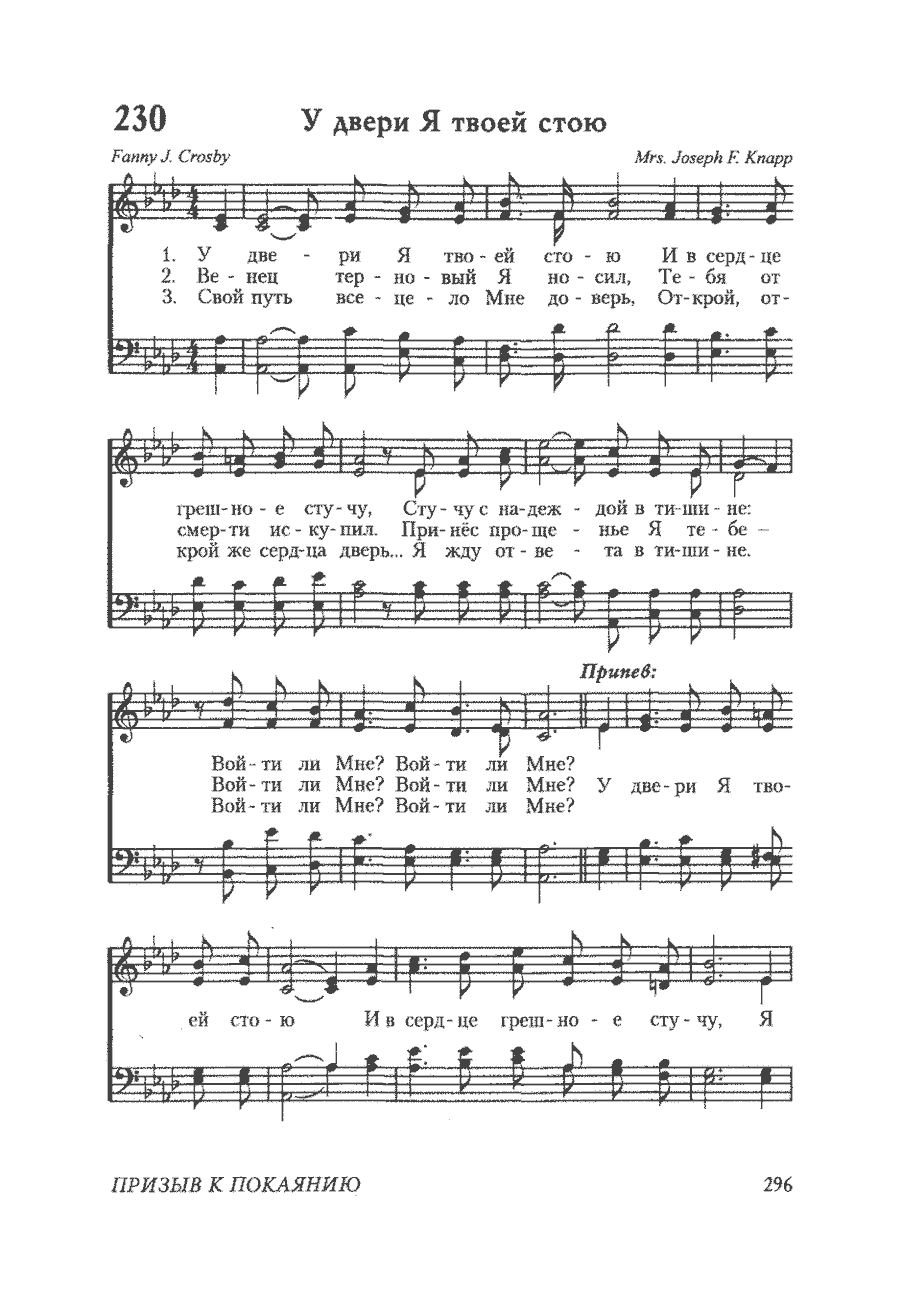 230 У двери Я твоей стою
Fanny J. Crosby Mrs. Joseph F. Knapp
1. У две - ри Я тво - ей сто - ю И в серд - це
2. Ве - нец тер - но - вый Я но - сил, Те - бя от
3. Свой путь все - це - ло Мне до - верь, От-крой, от-
греш-но - е сту - чу, Сту - чу с на-деж - дой в ти-ши - не:
смер-ти ис - ку - пил. При-нёс про-ще - нье Я те - бе –
крой же серд-ца дверь... Я жду от - ве - та в ти-ши - не.
Припев:
Вой - ти ли Мне? Вой - ти ли Мне?
Вой - ти ли Мне? Вой - ти ли Мне? У две - ри Я тво-
Вой - ти ли Мне? Вой - ти ли Мне?
ей сто - ю И в серд - це греш-но - е сту - чу, Я
ПРИЗЫВ К ПОКАЯНИЮ 296